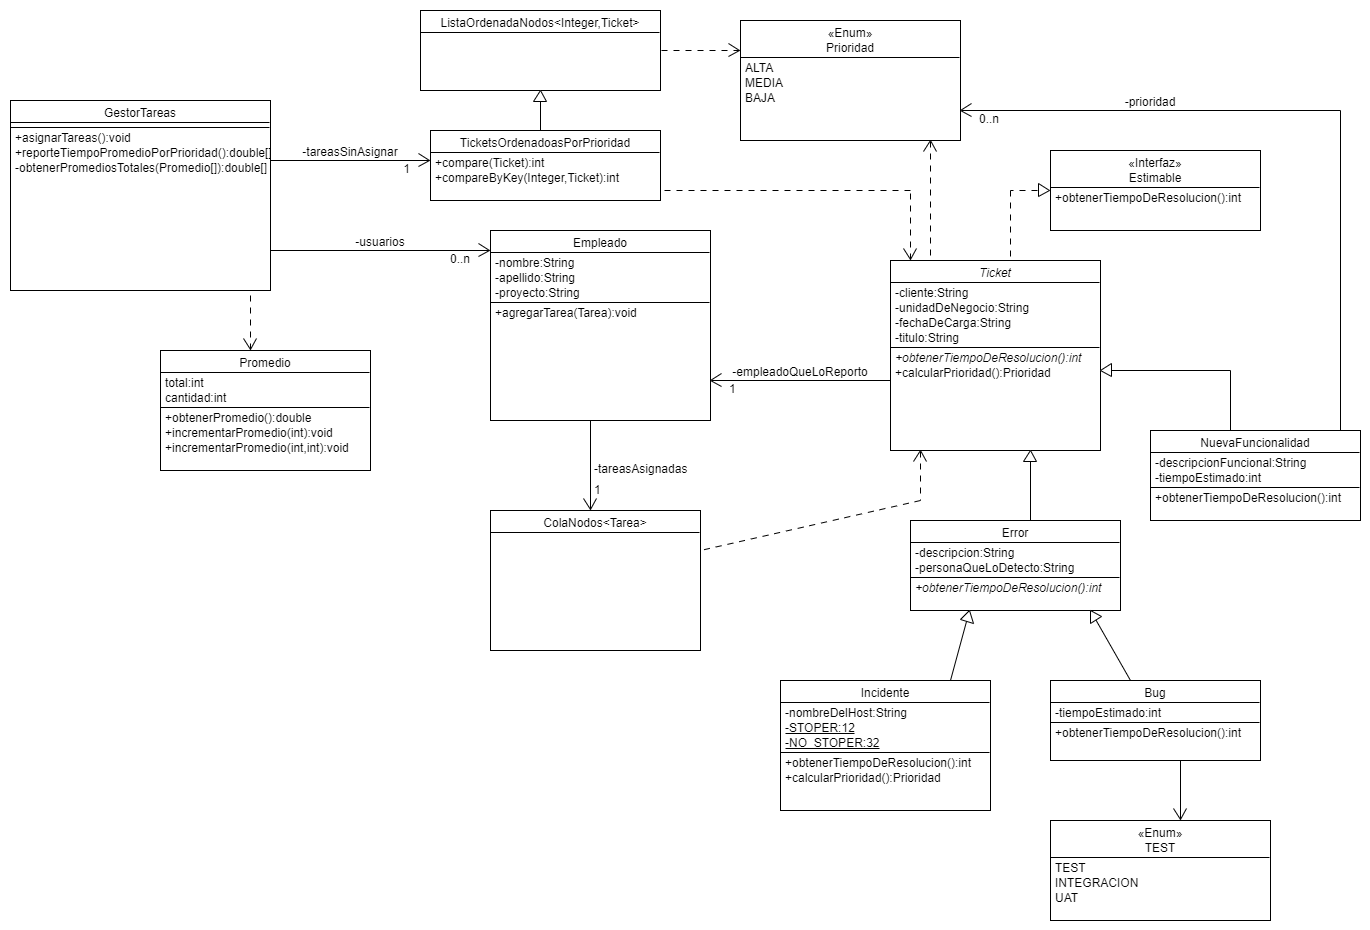 ListaOrdenadaNodos<Integer,Ticket>
«Enum»
Prioridad
ALTA
MEDIA
BAJA
-prioridad
0..n
GestorTareas
+asignarTareas():void
+reporteTiempoPromedioPorPrioridad():double[]
-obtenerPromediosTotales(Promedio[]):double[]
-tareasSinAsignar
1
TicketsOrdenadoasPorPrioridad
+compare(Ticket):int
+compareByKey(Integer,Ticket):int
«Interfaz»
Estimable
+obtenerTiempoDeResolucion():int
-usuarios
0..n
Empleado
-nombre:String
-apellido:String
-proyecto:String
+agregarTarea(Tarea):void
Ticket
-cliente:String
-unidadDeNegocio:String
-fechaDeCarga:String
-titulo:String
+obtenerTiempoDeResolucion():int
+calcularPrioridad():Prioridad
-empleadoQueLoReporto
1
Promedio
total:int
cantidad:int
+obtenerPromedio():double
+incrementarPromedio(int):void
+incrementarPromedio(int,int):void
-tareasAsignadas
1
NuevaFuncionalidad
-descripcionFuncional:String
-tiempoEstimado:int
+obtenerTiempoDeResolucion():int
ColaNodos<Tarea>
Error
-descripcion:String
-personaQueLoDetecto:String
+obtenerTiempoDeResolucion():int
Incidente
-nombreDelHost:String
-STOPER:12
-NO_STOPER:32
+obtenerTiempoDeResolucion():int
+calcularPrioridad():Prioridad
Bug
-tiempoEstimado:int
+obtenerTiempoDeResolucion():int
«Enum»
TEST
TEST
INTEGRACION
UAT